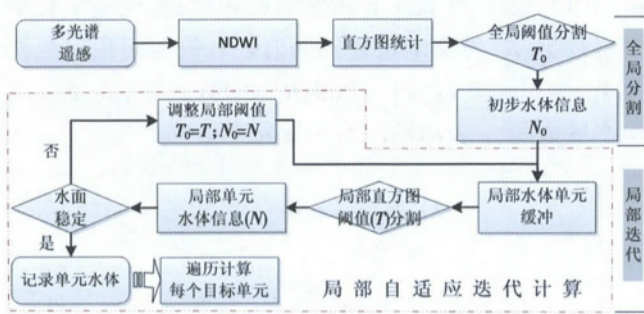 多光谱
遥感
NDWI
直方图统计
全局阈值分割
T₀
全局分割
初步水体信息
N₀
调整局部阈值
T₀=T;N₀=N
否
水面
稳定
是
局部单元
水体信息(N)
局部直方图
阈值(T)分割
局部水体单元
缓冲
局部迭代
记录单元水体
遍历计算
每个目标单元
局部自适应迭代计算